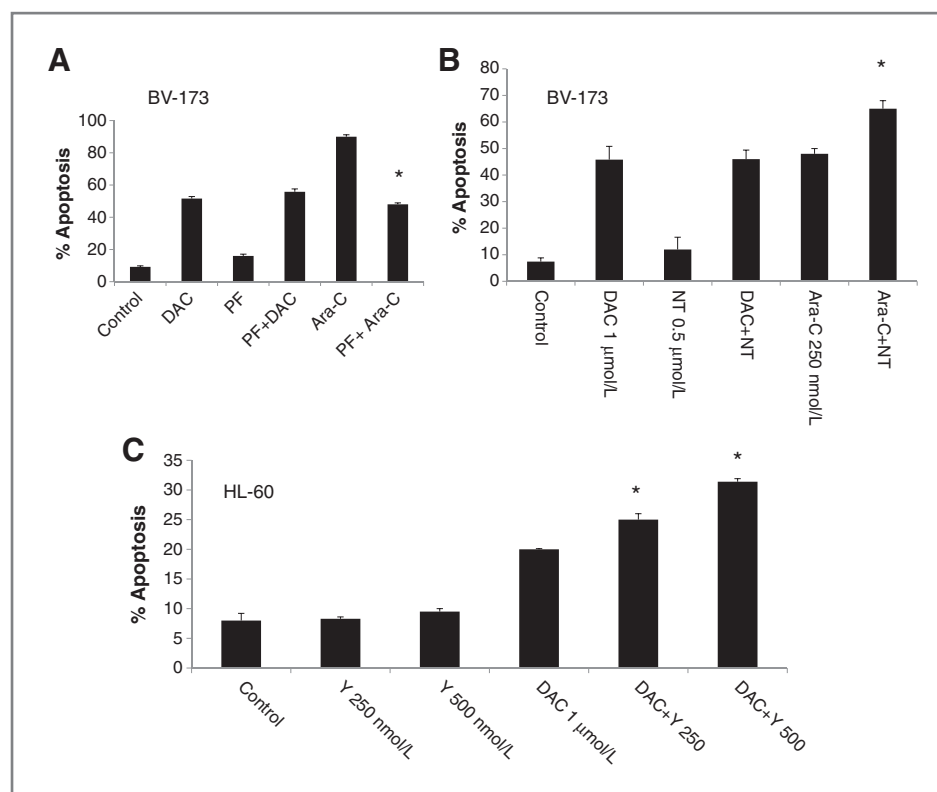 A
BV-173
% Apoptosis
100
80
60
40
20
0
Control
DAC
PF
PF+DAC
Ara-C
PF+ Ara-C
*
B
BV-173
% Apoptosis
80
70
60
50
40
30
20
10
0
Control
DAC 1 μmol/L
NT 0.5 μmol/L
DAC+NT
Ara-C 250 nmol/L
Ara-C+NT
*
C
HL-60
% Apoptosis
35
30
25
20
15
10
5
0
Control
Y 250 nmol/L
Y 500 nmol/L
DAC 1 μmol/L
DAC+Y 250
DAC+Y 500
*
*